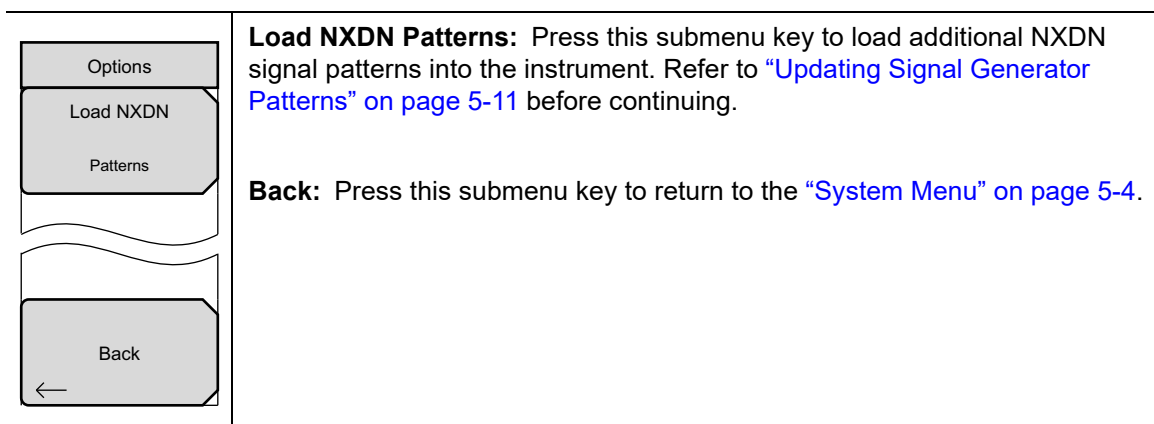 Options
Load NXDN
Patterns
Back
Load NXDN Patterns: Press this submenu key to load additional NXDN
signal patterns into the instrument. Refer to “Updating Signal Generator
Patterns” on page 5-11 before continuing.
Back: Press this submenu key to return to the “System Menu” on page 5-4.